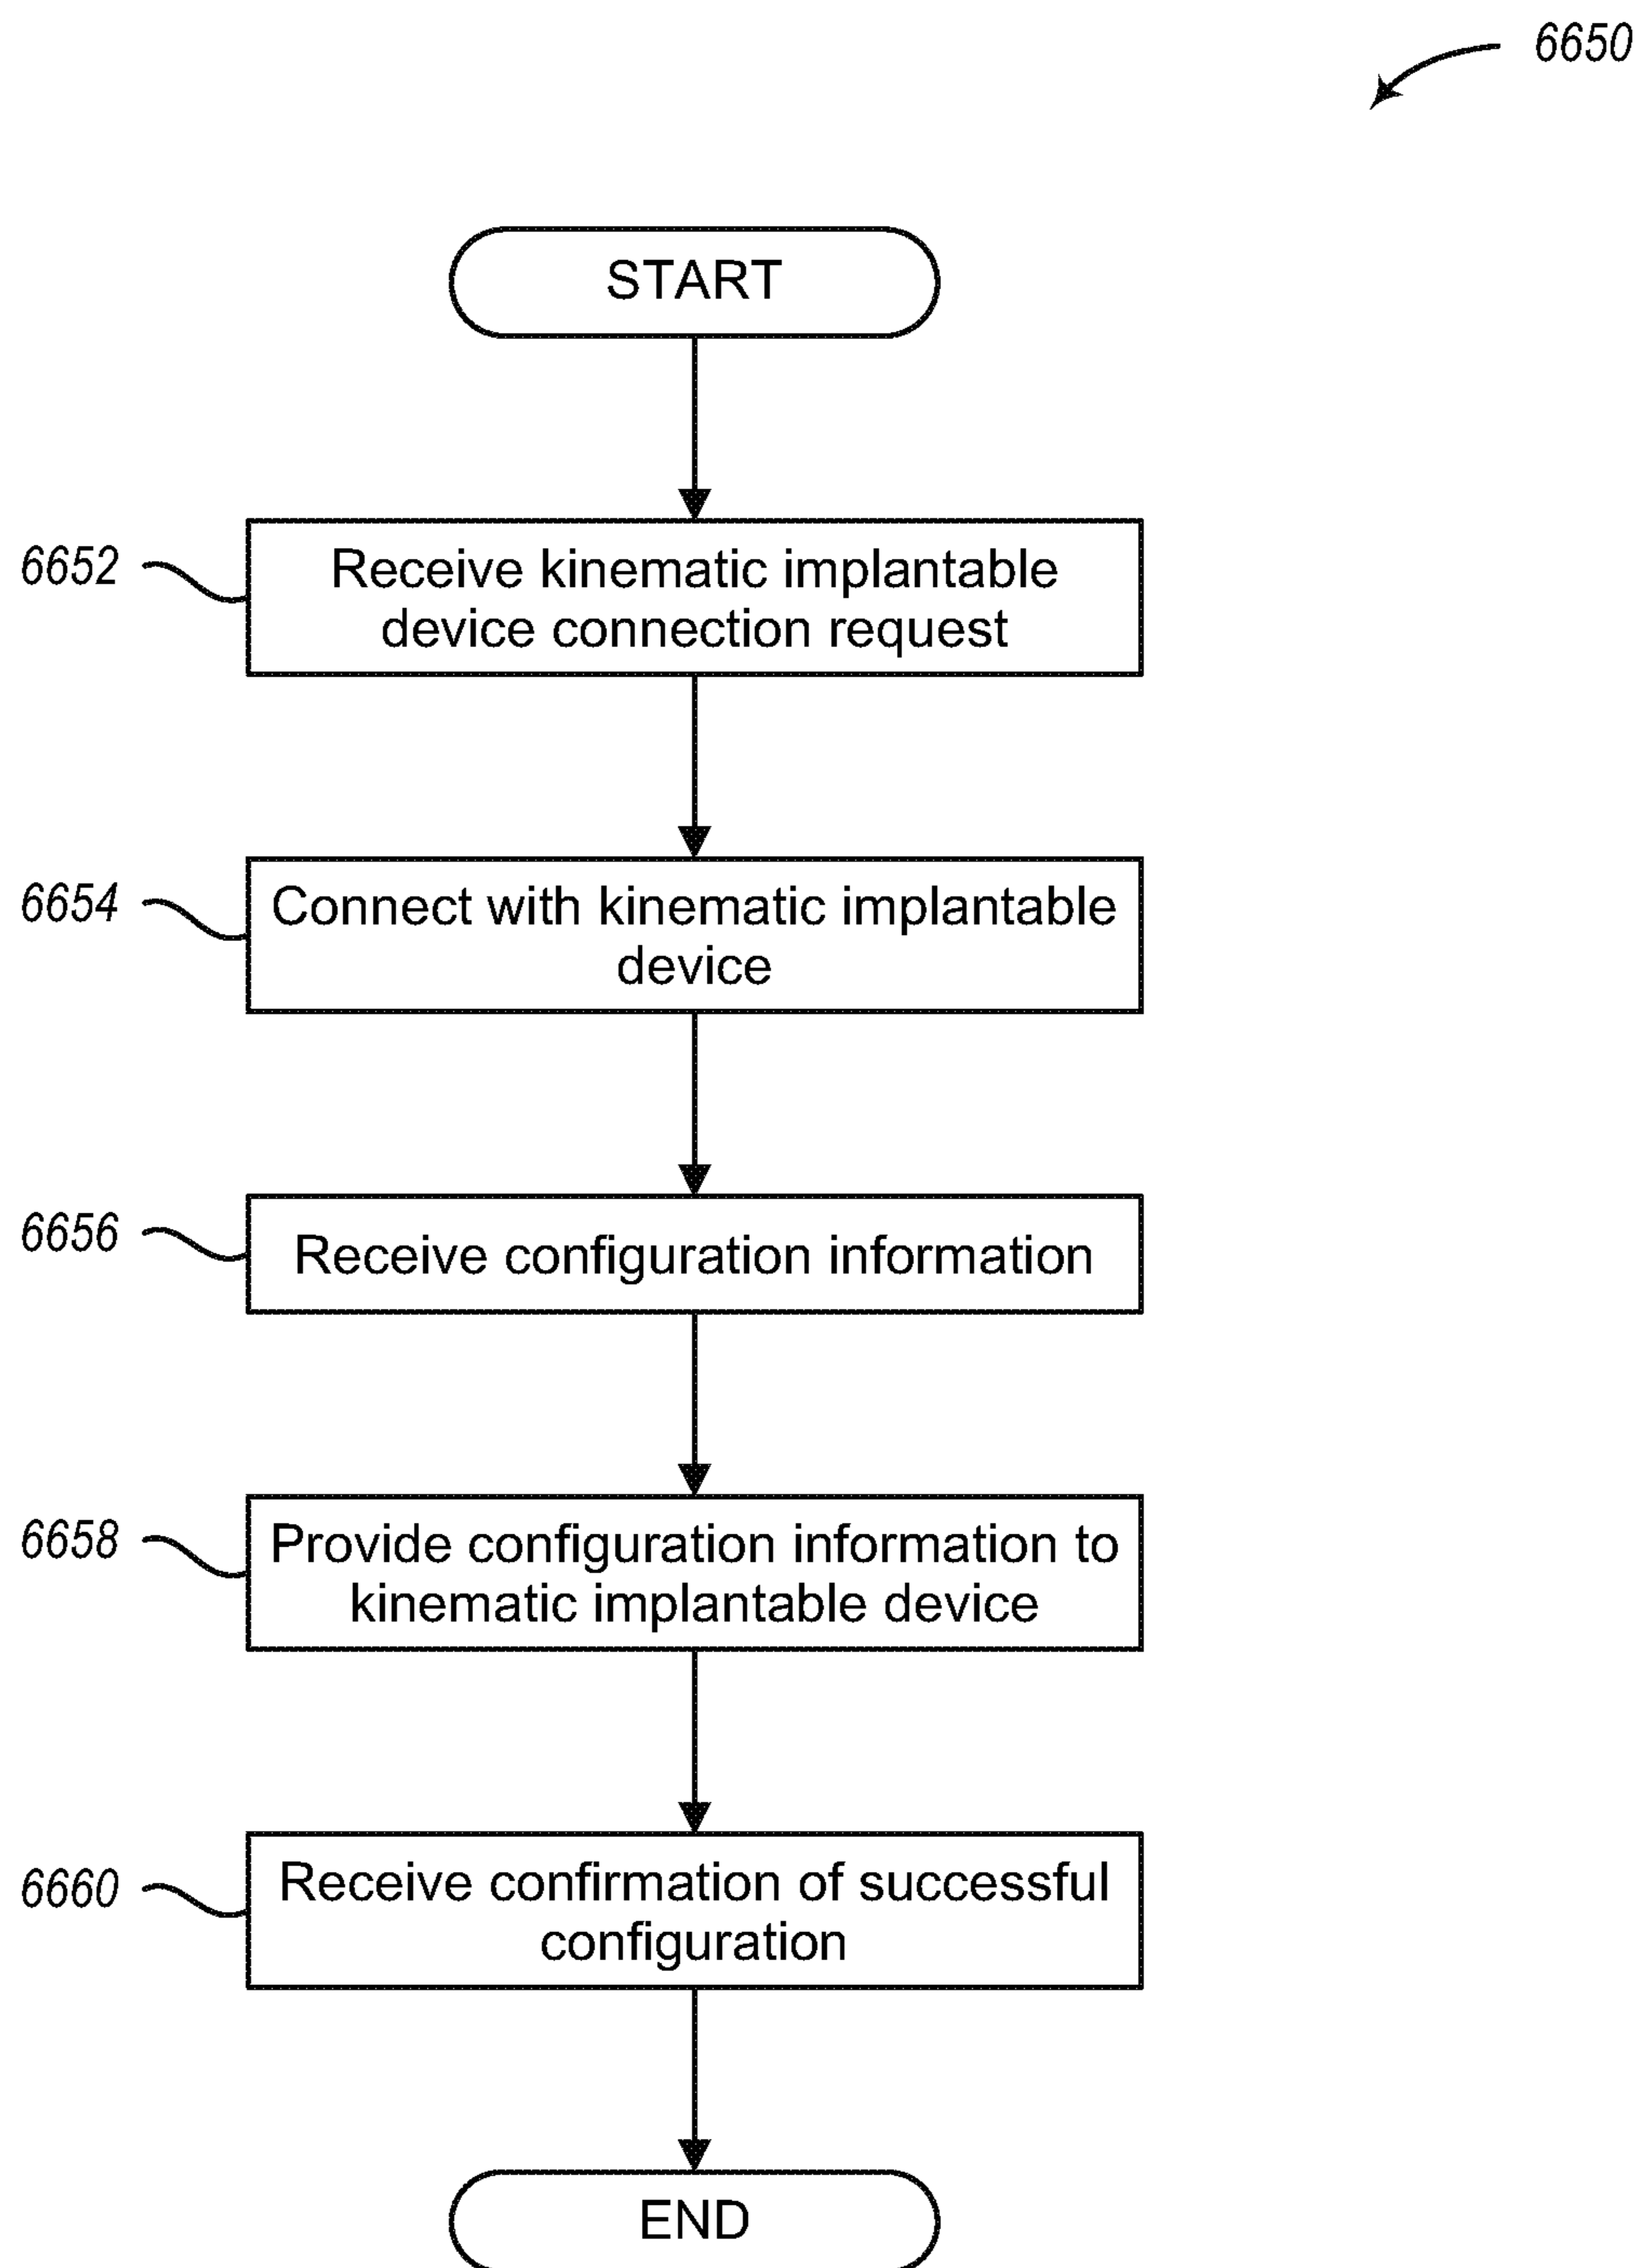 6650
START
6652
Receive kinematic implantable
device connection request
6654
Connect with kinematic implantable
device
6656
Receive configuration information
6658
Provide configuration information to
kinematic implantable device
6660
Receive confirmation of successful
configuration
END